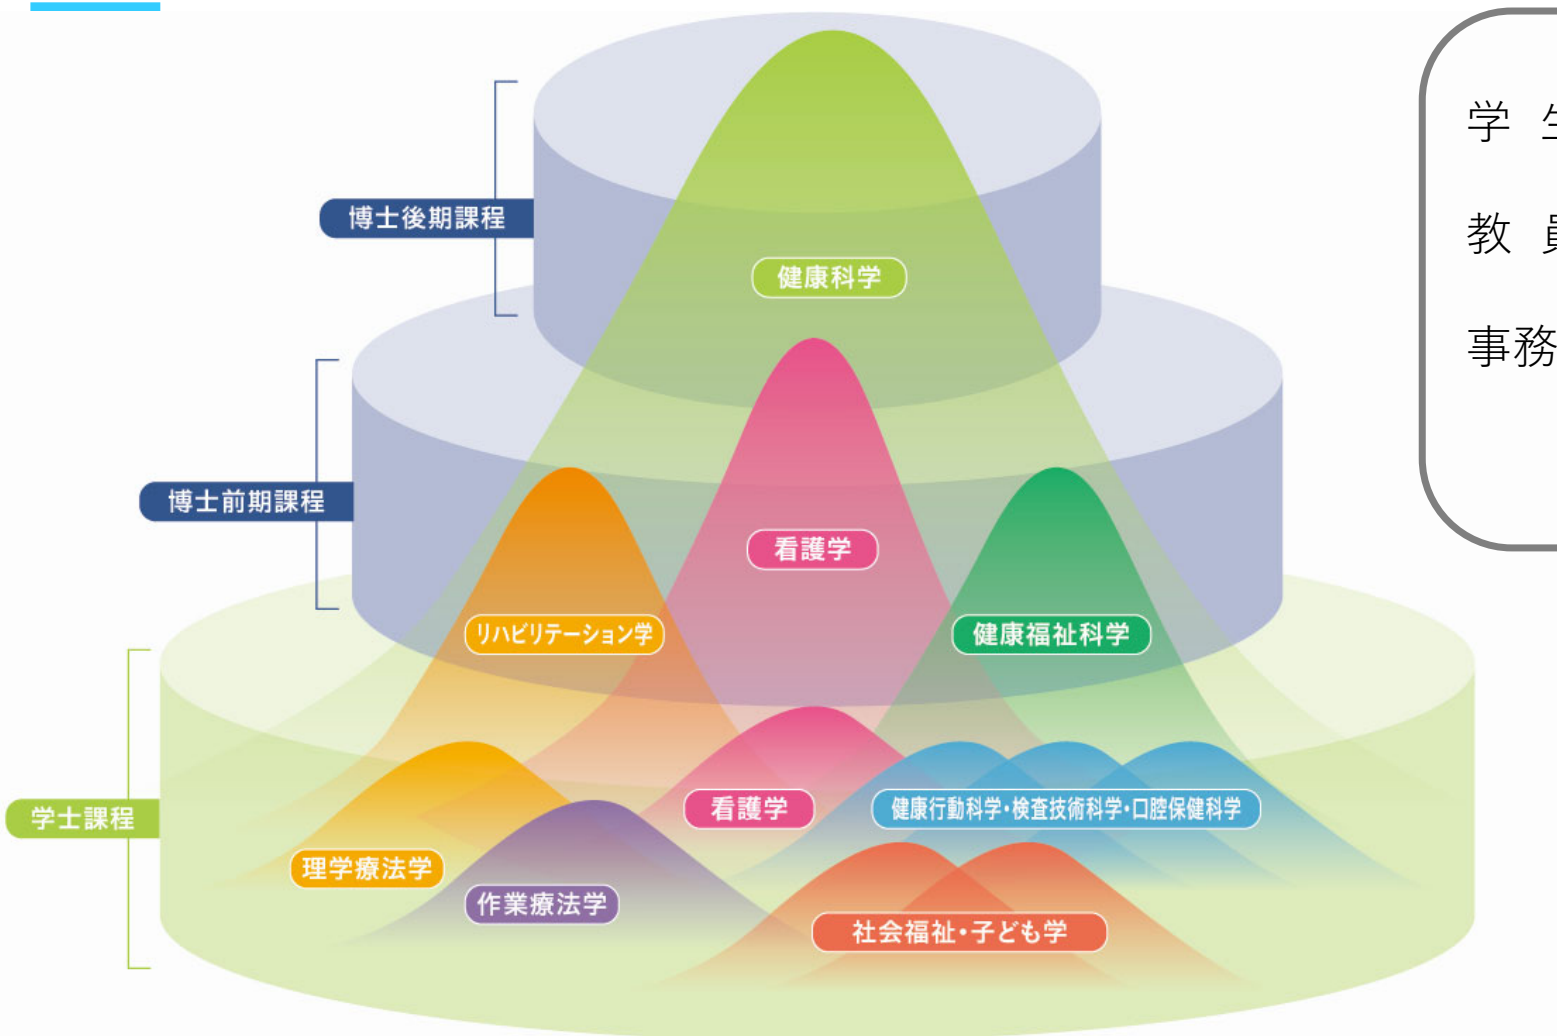 博士後期課程
健康科学
博士前期課程
看護学
リハビリテーション学
健康福祉科学
学士課程
看護学
健康行動科学・検査技術科学・口腔保健科学
理学療法学
作業療法学
社会福祉・子ども学
学 生
教 員
事務